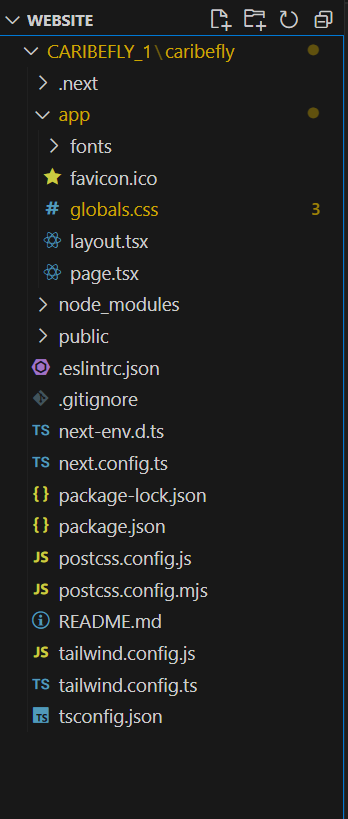 WEBSITE
CARIBEFLY_1\caribefly
.next
app
fonts
favicon.ico
# globals.css 3
layout.tsx
page.tsx
node_modules
public
.eslintrc.json
.gitignore
TS next-env.d.ts
TS next.config.ts
{} package-lock.json
{} package.json
JS postcss.config.js
JS postcss.config.mjs
README.md
JS tailwind.config.js
TS tailwind.config.ts
TS tsconfig.json